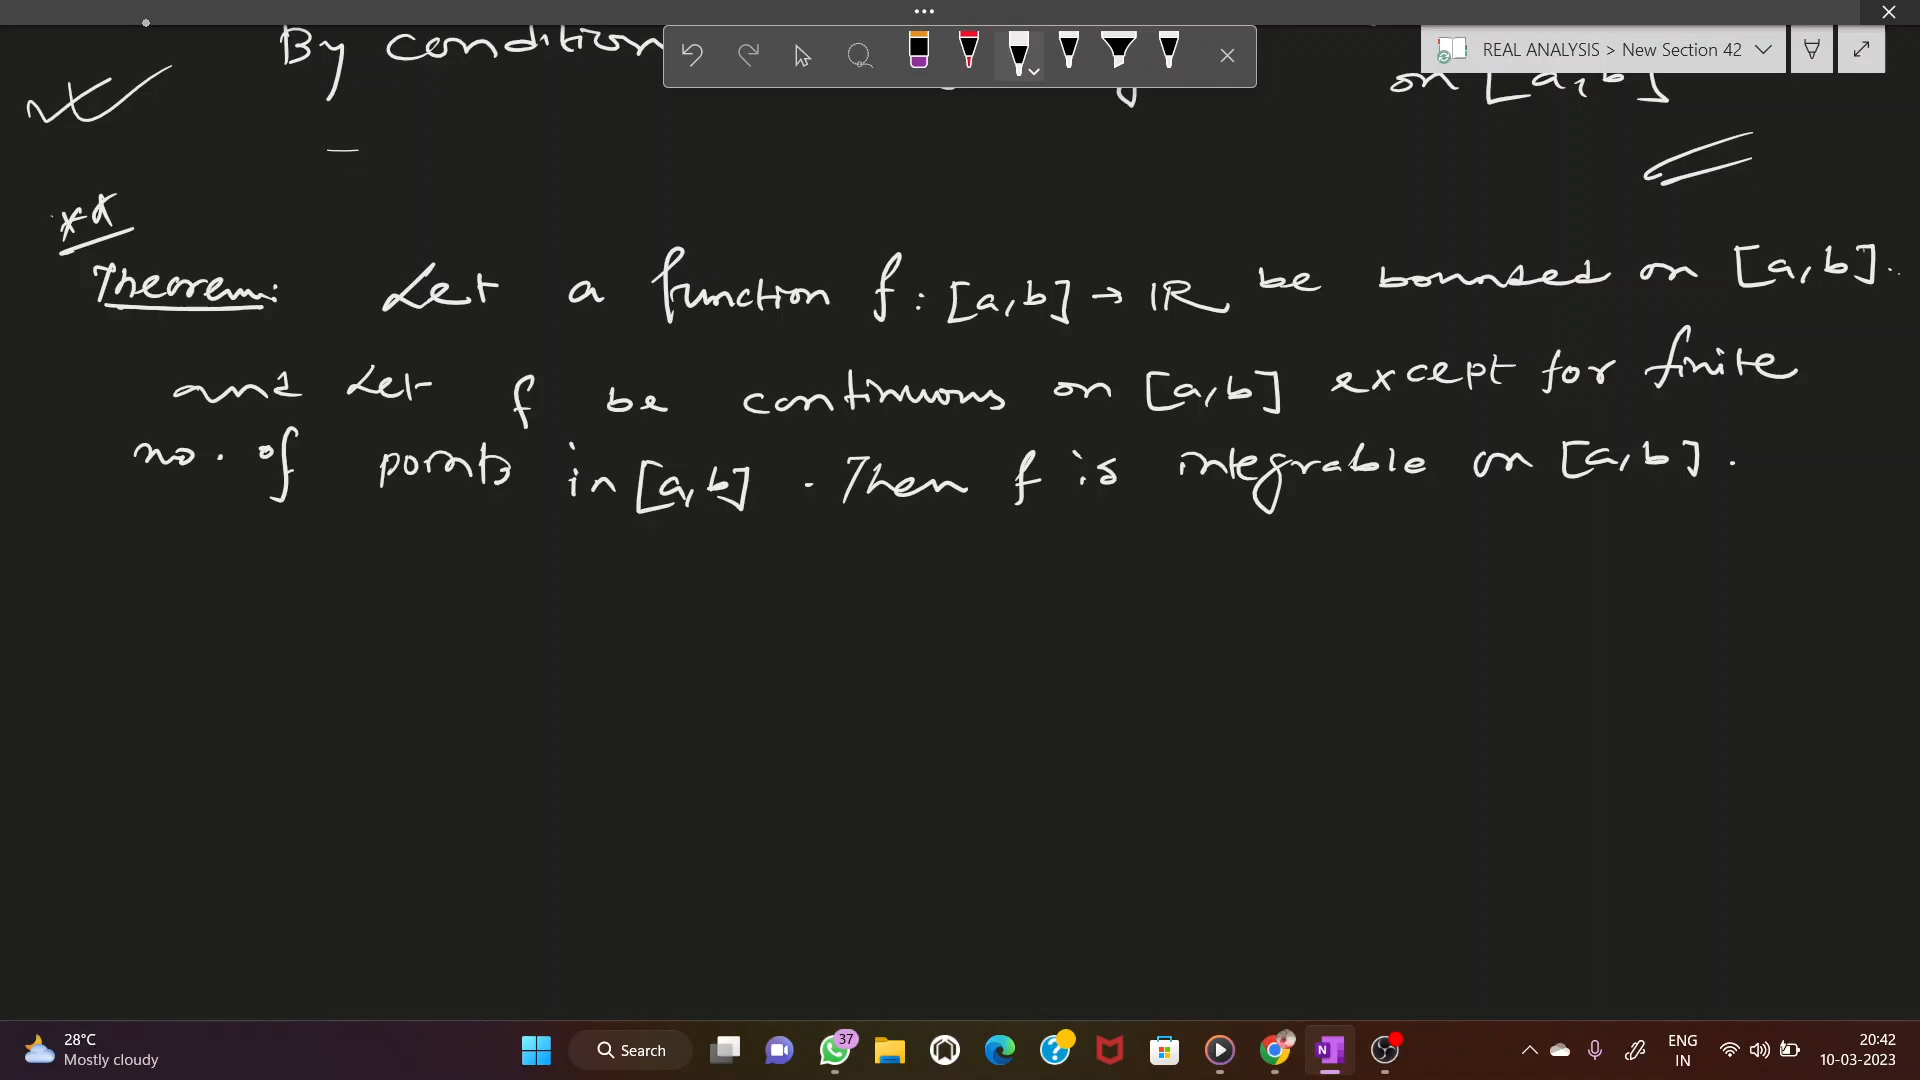 By condition
REAL ANALYSIS > New Section 42
on [a, b]
**
Theorem: Let a function f : [a, b] → IR be bounded on [a, b].
and Let f be continuous on [a, b] except for finite
no. of points in [a, b]. Then f is integrable on [a, b].
28°C
Mostly cloudy
Search
37
ENG
IN
20:42
10-03-2023